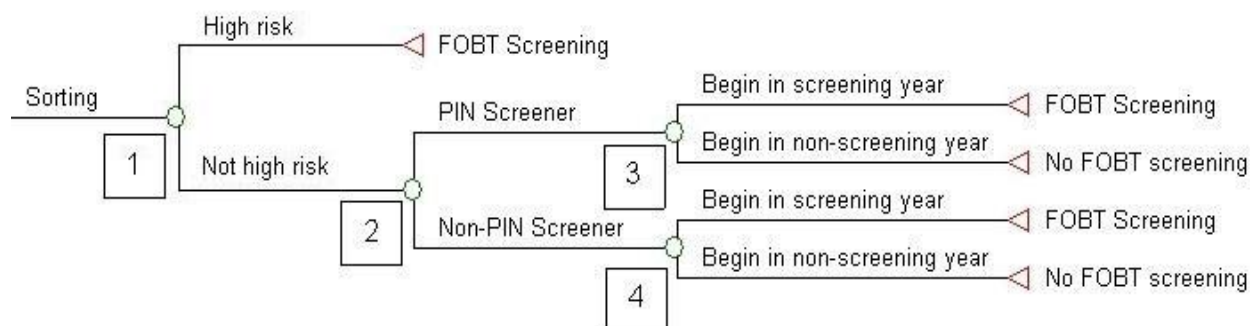 High risk
FOBT Screening
Sorting
1
Not high risk
2
PIN Screener
3
Begin in screening year
FOBT Screening
Begin in non-screening year
No FOBT screening
Non-PIN Screener
4
Begin in screening year
FOBT Screening
Begin in non-screening year
No FOBT screening